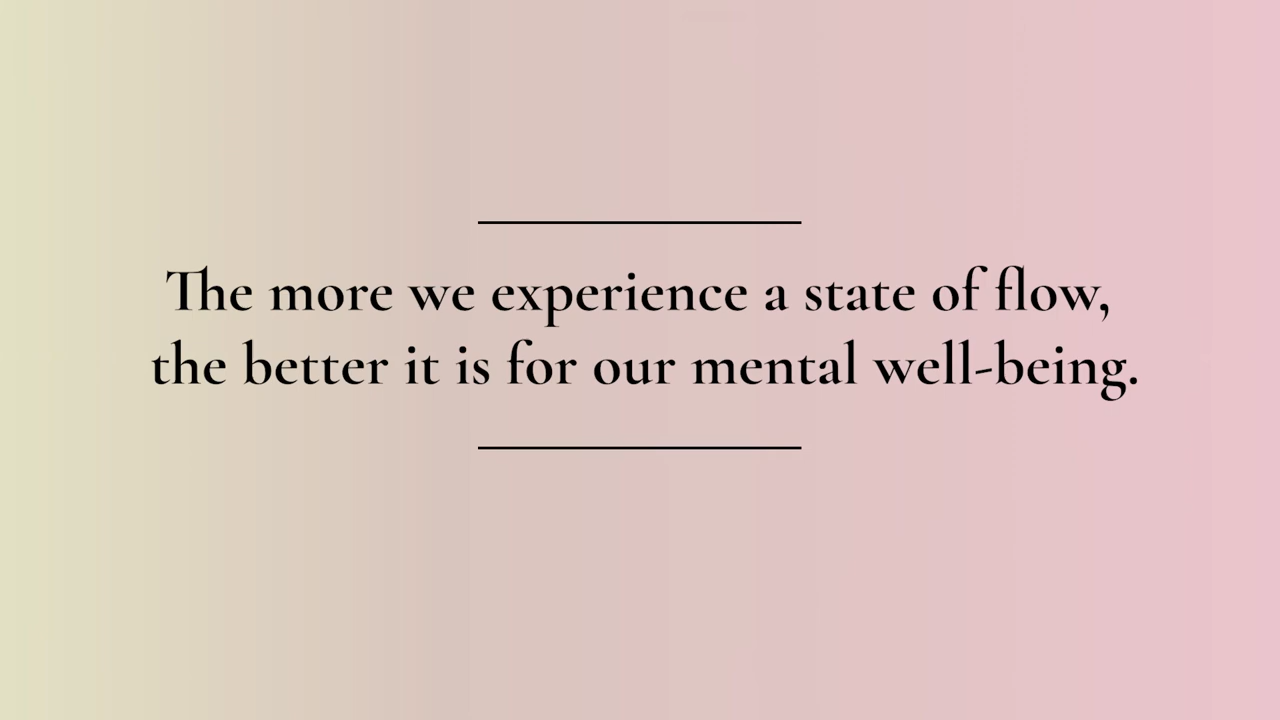 The more we experience a state of flow,
the better it is for our mental well-being.